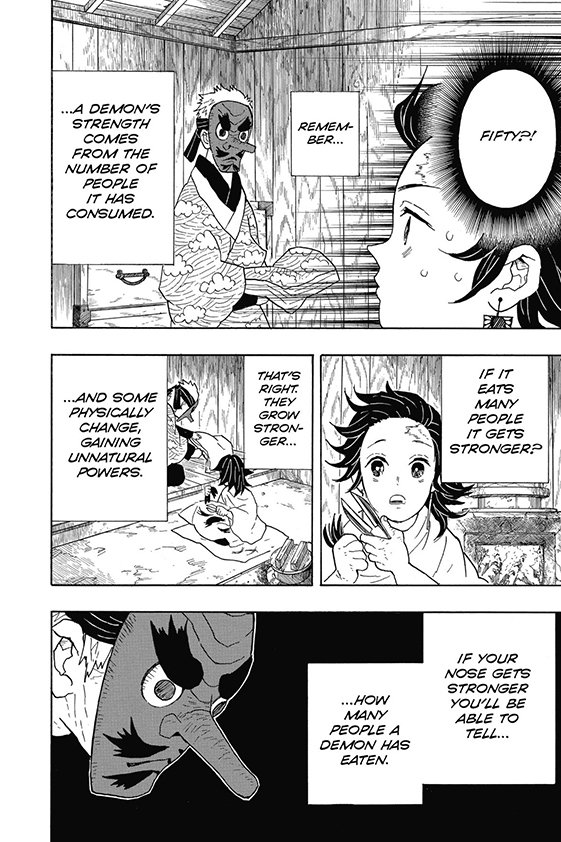 FIFTY?!
REMEM-
BER...
...A DEMON'S
STRENGTH
COMES
FROM THE
NUMBER OF
PEOPLE
IT HAS
CONSUMED.
IF IT
EATS
MANY
PEOPLE
IT GETS
STRONGER?
THAT'S
RIGHT.
THEY
GROW
STRON-
GER...
...AND SOME
PHYSICALLY
CHANGE,
GAINING
UNNATURAL
POWERS.
IF YOUR
NOSE GETS
STRONGER
YOU'LL BE
ABLE TO
TELL...
...HOW
MANY
PEOPLE A
DEMON HAS
EATEN.